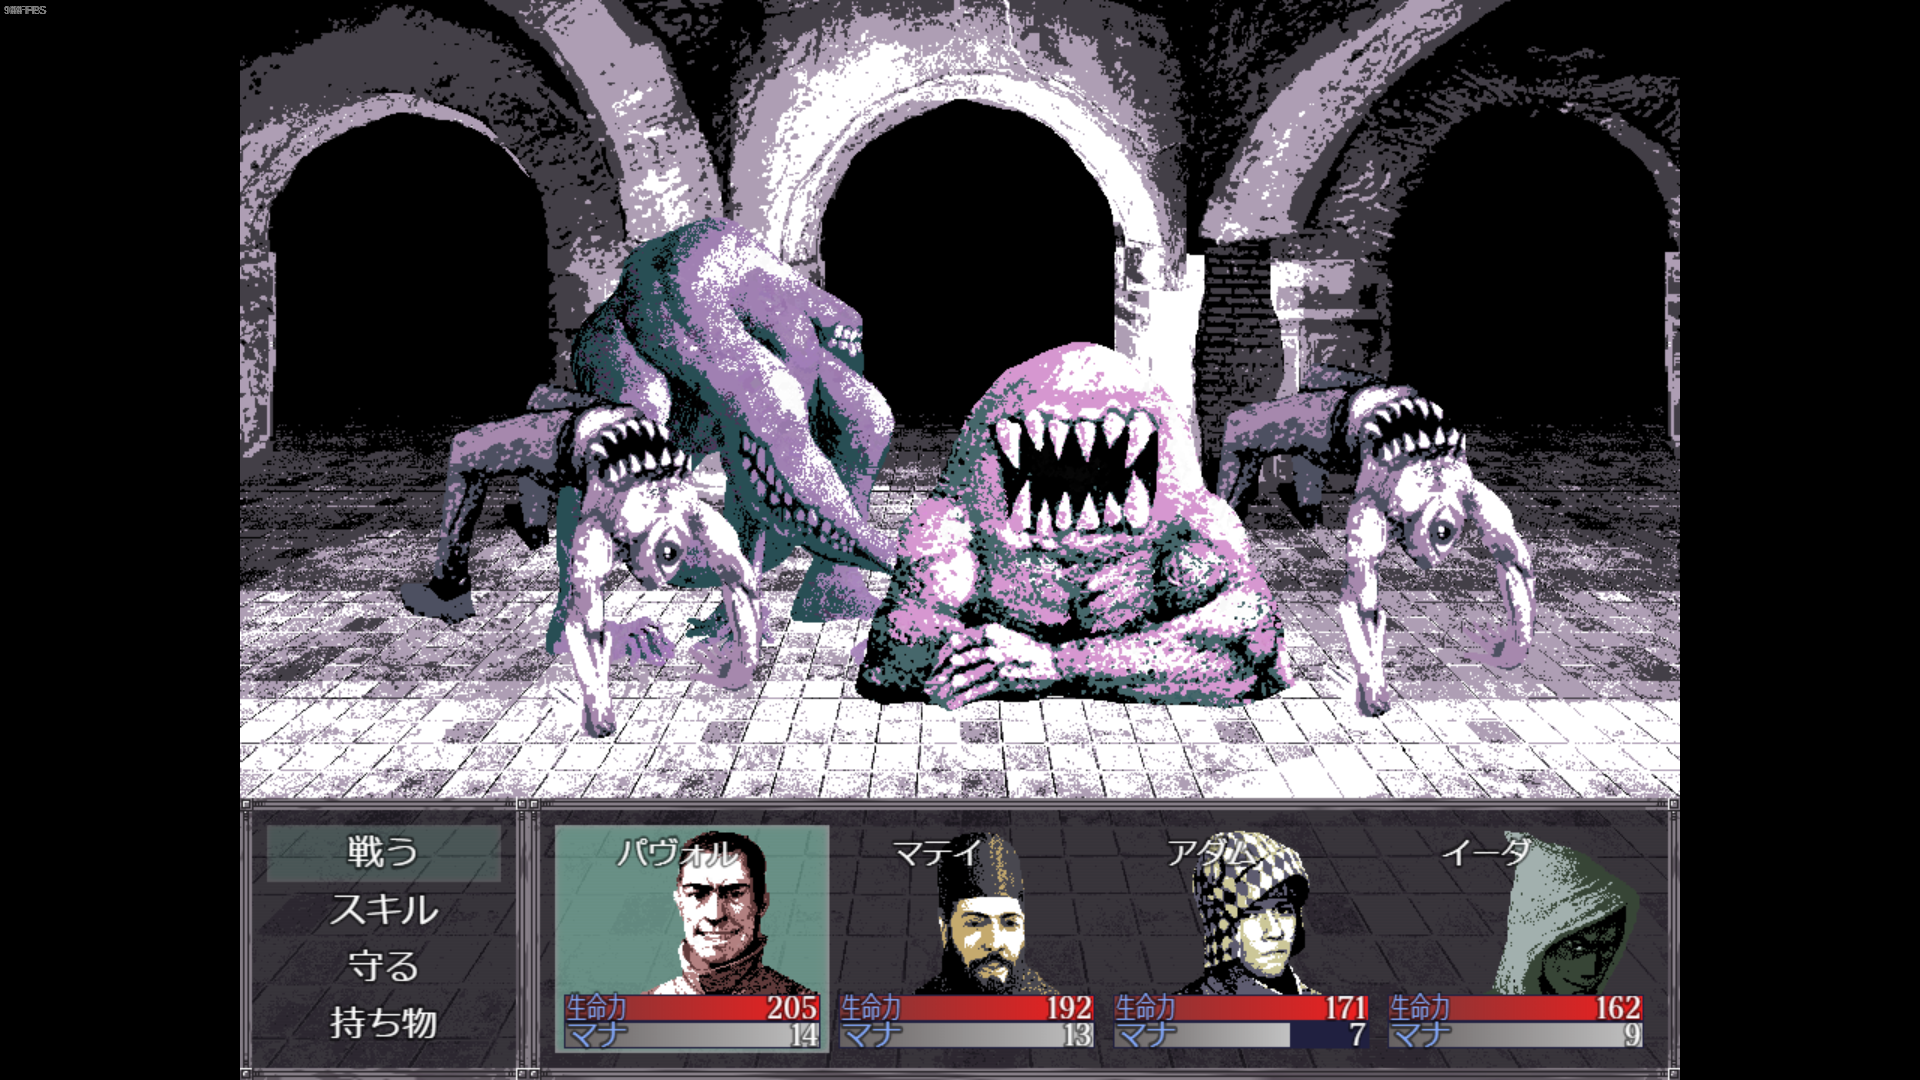 戦う
スキル
守る
持ち物
パヴォル
生命力 205
マナ 14
マテイ
生命力 192
マナ 13
アダム
生命力 171
マナ 7
イーダ
生命力 162
マナ 9